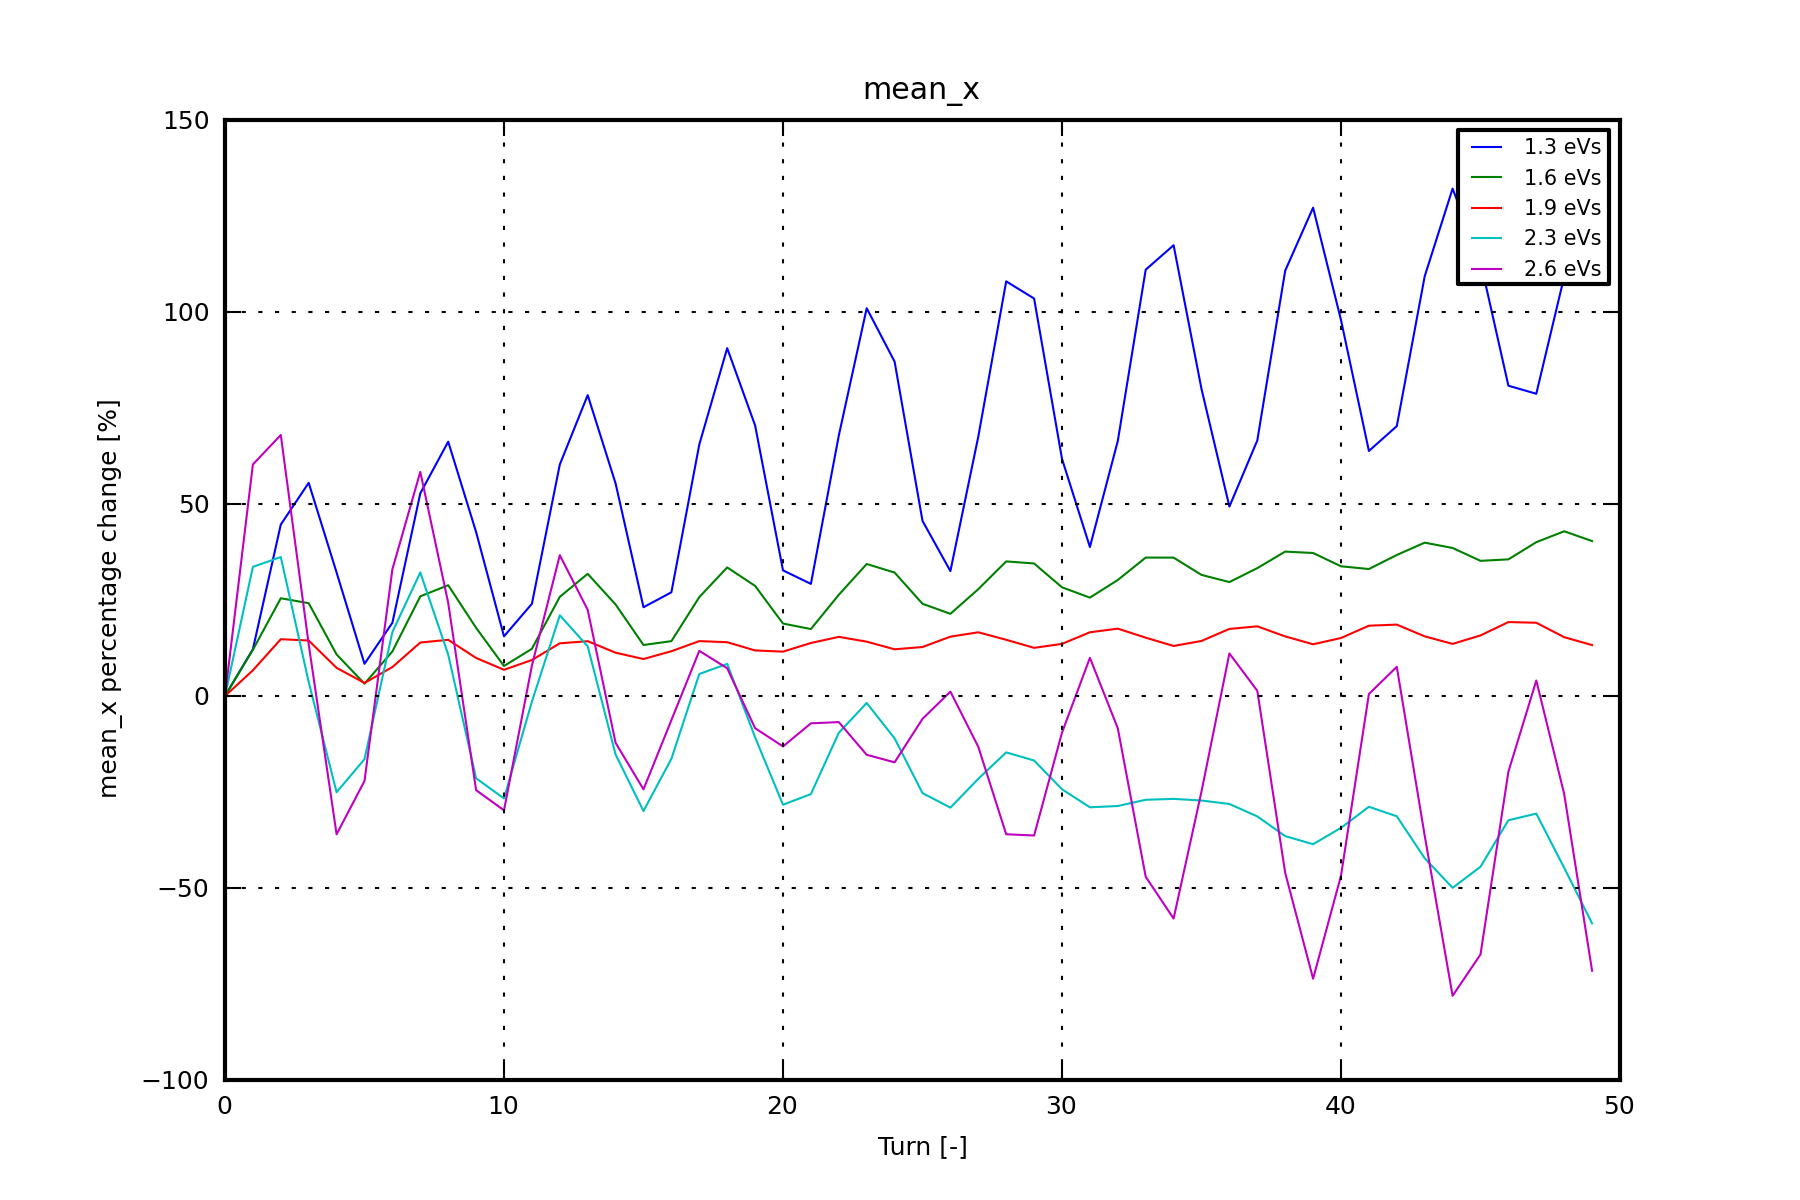 mean_x
150
100
50
0
−50
−100
mean_x percentage change [%]
1.3 eVs
1.6 eVs
1.9 eVs
2.3 eVs
2.6 eVs
0 10 20 30 40 50
Turn [-]